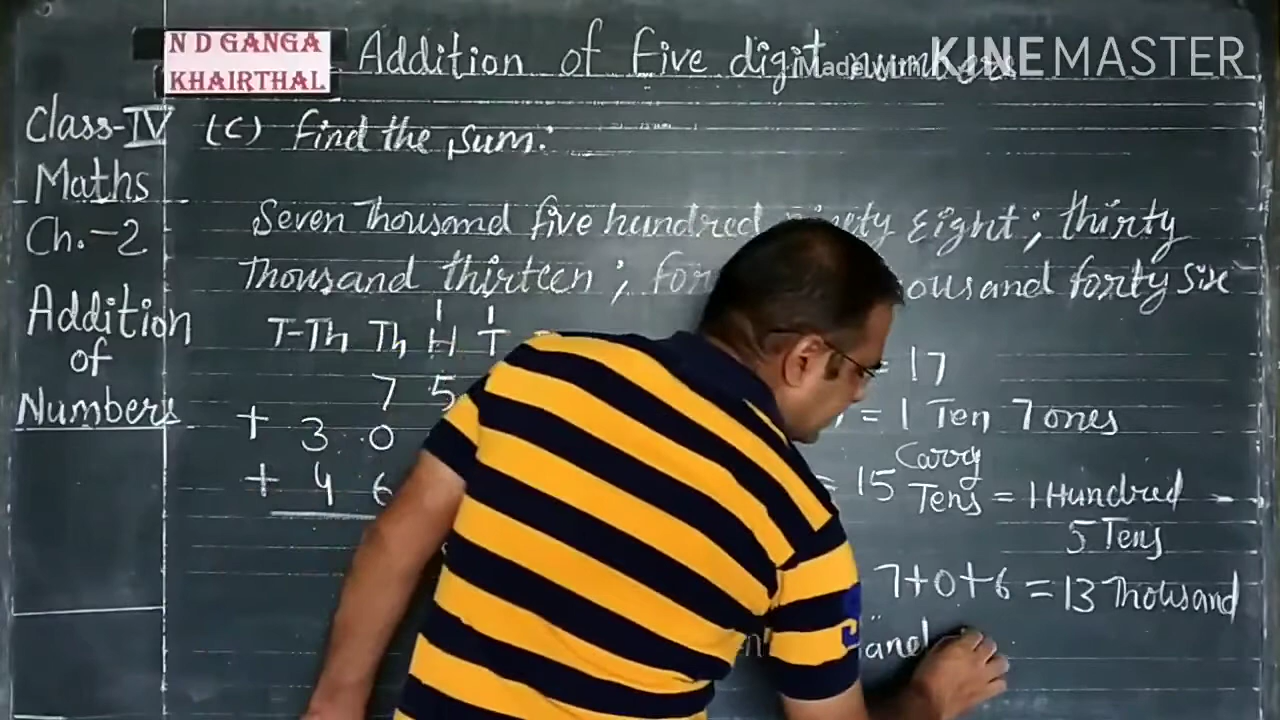 N D GANGA
KHAIRTHAL
Addition of five digit numbers
Made with KINEMASTER
Class-IV
Maths
Ch.-2
Addition
of
Numbers
(C) Find the sum:
Seven Thousand five hundred ninety Eight; thirty
Thousand thirteen; thousand forty six
1 1
T-Th Th H T
7 5
+ 3 0
+ 4 6
= 17
= 1 Ten 7 ones
Carry
= 15 Tens = 1 Hundred
5 Tens
7+0+6 = 13 Thousand
and